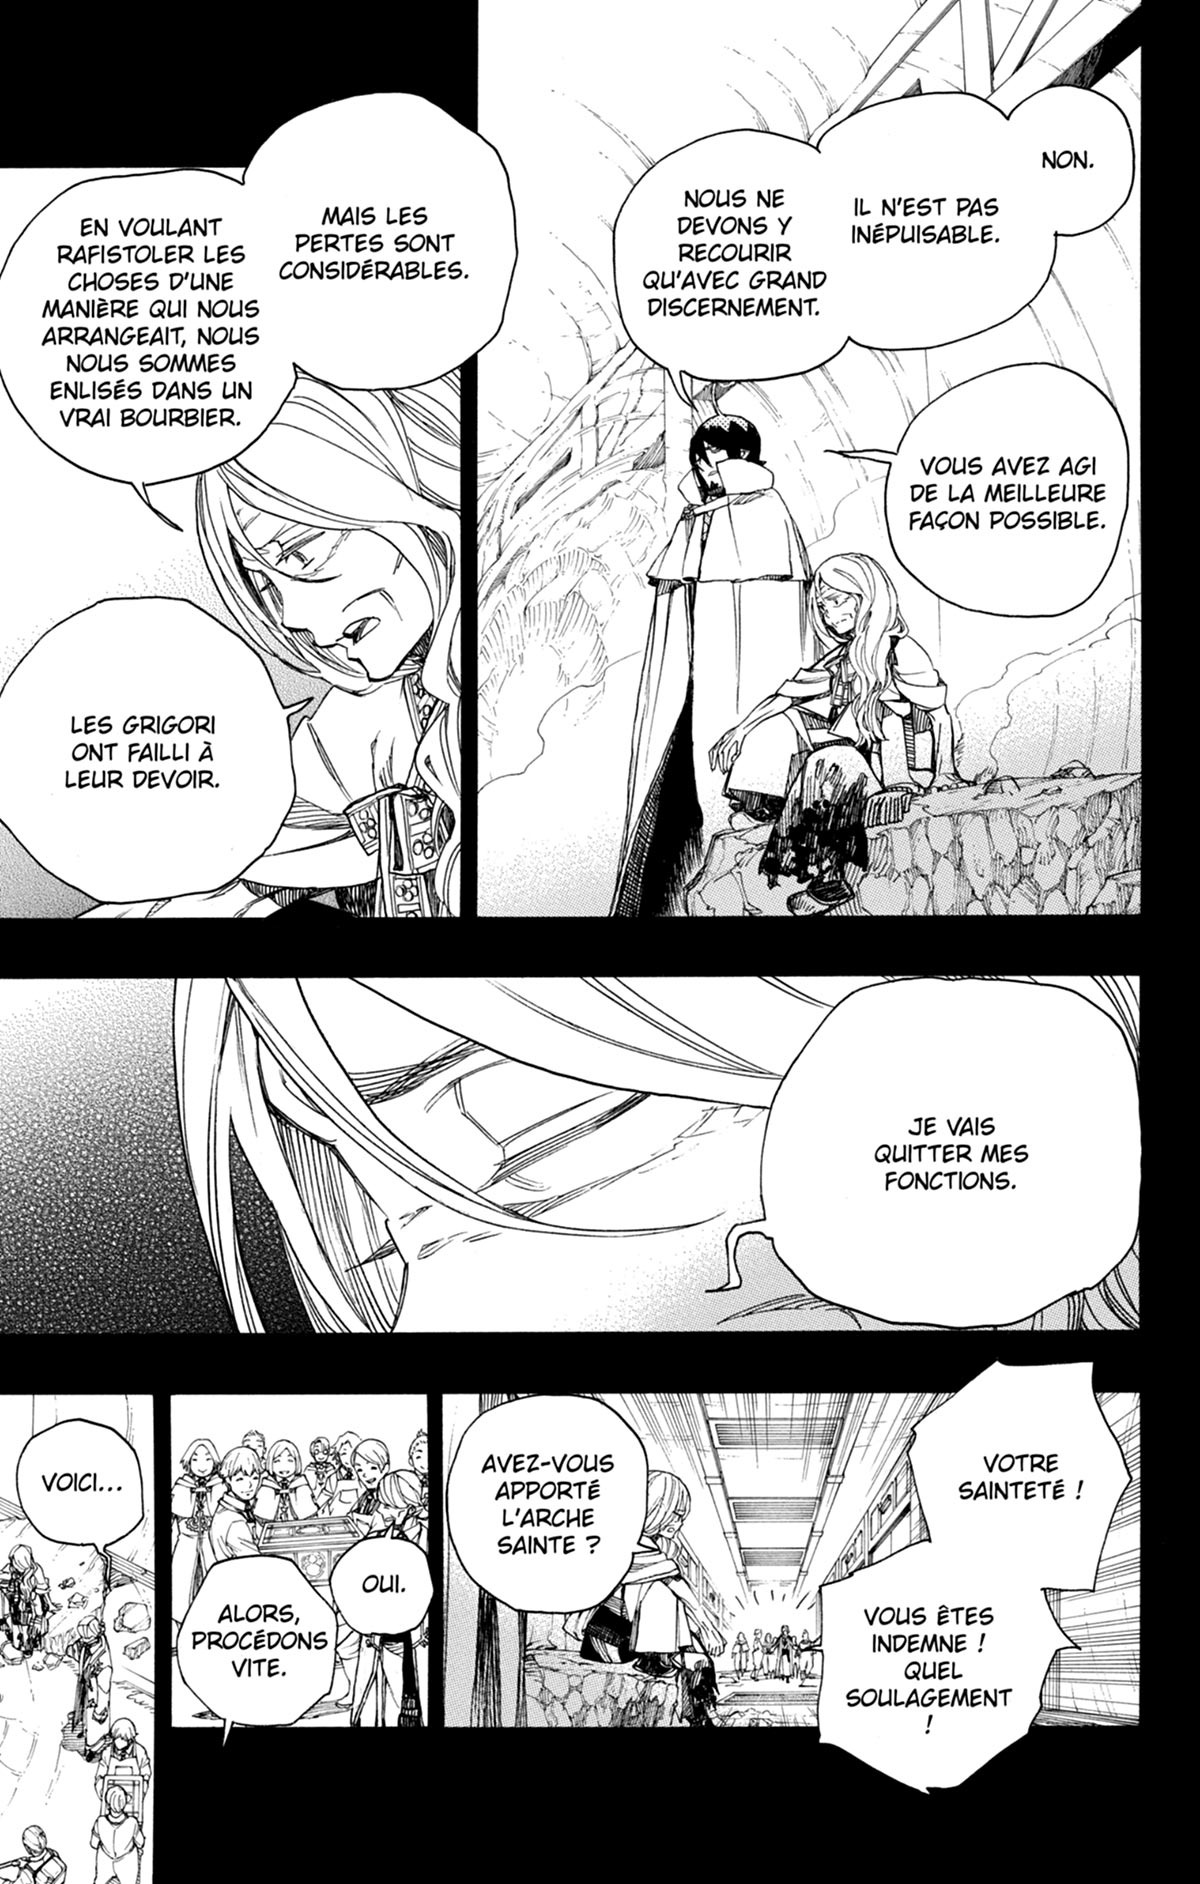 NON.
IL N'EST PAS
INÉPUISABLE.
NOUS NE
DEVONS Y
RECOURIR
QU'AVEC GRAND
DISCERNEMENT.
VOUS AVEZ AGI
DE LA MEILLEURE
FAÇON POSSIBLE.
MAIS LES
PERTES SONT
CONSIDÉRABLES.
EN VOULANT
RAFISTOLER LES
CHOSES D'UNE
MANIÈRE QUI NOUS
ARRANGEAIT, NOUS
NOUS SOMMES
ENLISÉS DANS UN
VRAI BOURBIER.
LES GRIGORI
ONT FAILLI À
LEUR DEVOIR.
JE VAIS
QUITTER MES
FONCTIONS.
VOTRE
SAINTETÉ !
VOUS ÊTES
INDEMNE !
QUEL
SOULAGEMENT
!
AVEZ-VOUS
APPORTÉ
L'ARCHE
SAINTE ?
OUI.
ALORS,
PROCÉDONS
VITE.
VOICI...